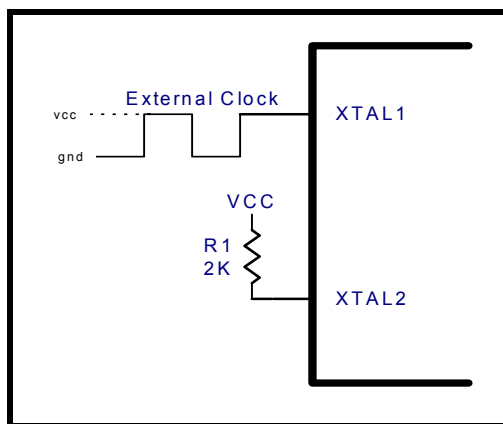 External Clock
vcc
XTAL1
gnd
VCC
R1
2K
XTAL2